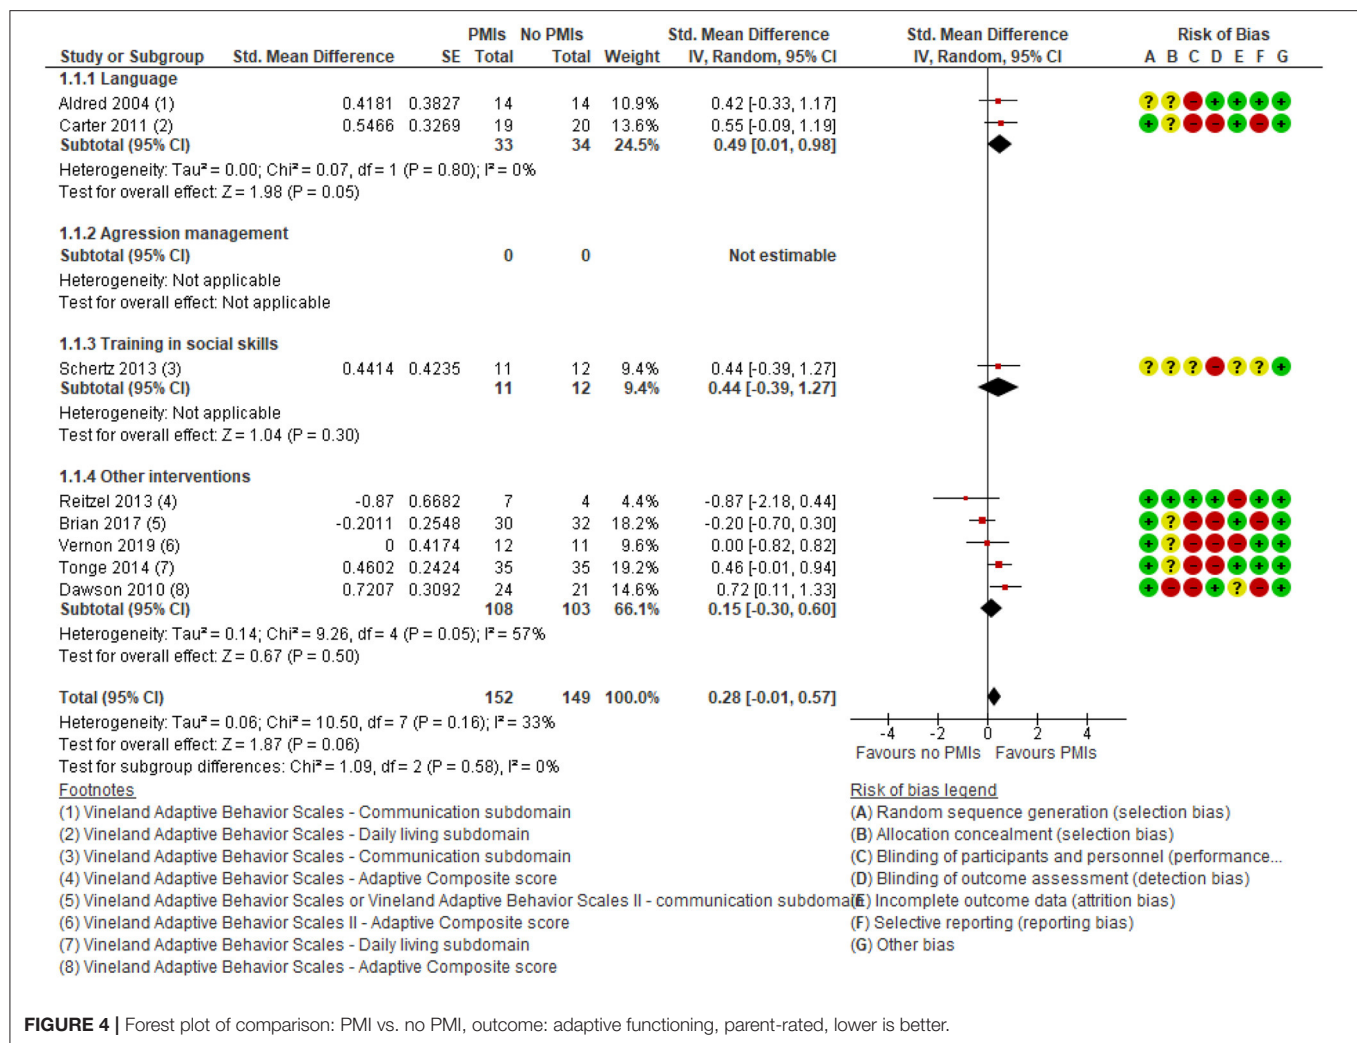 PMIs No PMIs Std. Mean Difference Std. Mean Difference Risk of Bias
Study or Subgroup Std. Mean Difference SE Total Total Weight IV, Random, 95% CI IV, Random, 95% CI A B C D E F G
1.1.1 Language
Aldred 2004 (1) 0.4181 0.3827 14 14 10.9% 0.42 [-0.33, 1.17] ? ? - + + + +
Carter 2011 (2) 0.5466 0.3269 19 20 13.6% 0.55 [-0.09, 1.19] + ? - - + - +
Subtotal (95% CI) 33 34 24.5% 0.49 [0.01, 0.98]
Heterogeneity: Tau² = 0.00; Chi² = 0.07, df = 1 (P = 0.80); I² = 0%
Test for overall effect: Z = 1.98 (P = 0.05)
1.1.2 Agression management
Subtotal (95% CI) 0 0 Not estimable
Heterogeneity: Not applicable
Test for overall effect: Not applicable
1.1.3 Training in social skills
Schertz 2013 (3) 0.4414 0.4235 11 12 9.4% 0.44 [-0.39, 1.27] ? ? ? - ? ? +
Subtotal (95% CI) 11 12 9.4% 0.44 [-0.39, 1.27]
Heterogeneity: Not applicable
Test for overall effect: Z = 1.04 (P = 0.30)
1.1.4 Other interventions
Reitzel 2013 (4) -0.87 0.6682 7 4 4.4% -0.87 [-2.18, 0.44] + + + + - + +
Brian 2017 (5) -0.2011 0.2548 30 32 18.2% -0.20 [-0.70, 0.30] + ? - - + - +
Vernon 2019 (6) 0 0.4174 12 11 9.6% 0.00 [-0.82, 0.82] + ? - - - + +
Tonge 2014 (7) 0.4602 0.2424 35 35 19.2% 0.46 [-0.01, 0.94] + ? - - + + +
Dawson 2010 (8) 0.7207 0.3092 24 21 14.6% 0.72 [0.11, 1.33] + - - + ? - +
Subtotal (95% CI) 108 103 66.1% 0.15 [-0.30, 0.60]
Heterogeneity: Tau² = 0.14; Chi² = 9.26, df = 4 (P = 0.05); I² = 57%
Test for overall effect: Z = 0.67 (P = 0.50)
Total (95% CI) 152 149 100.0% 0.28 [-0.01, 0.57]
Heterogeneity: Tau² = 0.06; Chi² = 10.50, df = 7 (P = 0.16); I² = 33%
Test for overall effect: Z = 1.87 (P = 0.06)
Test for subgroup differences: Chi² = 1.09, df = 2 (P = 0.58), I² = 0%
-4 -2 0 2 4
Favours no PMIs Favours PMIs
Footnotes
(1) Vineland Adaptive Behavior Scales - Communication subdomain
(2) Vineland Adaptive Behavior Scales - Daily living subdomain
(3) Vineland Adaptive Behavior Scales - Communication subdomain
(4) Vineland Adaptive Behavior Scales - Adaptive Composite score
(5) Vineland Adaptive Behavior Scales or Vineland Adaptive Behavior Scales II - communication subdomain
(6) Vineland Adaptive Behavior Scales II - Adaptive Composite score
(7) Vineland Adaptive Behavior Scales - Daily living subdomain
(8) Vineland Adaptive Behavior Scales - Adaptive Composite score
Risk of bias legend
(A) Random sequence generation (selection bias)
(B) Allocation concealment (selection bias)
(C) Blinding of participants and personnel (performance...
(D) Blinding of outcome assessment (detection bias)
(E) Incomplete outcome data (attrition bias)
(F) Selective reporting (reporting bias)
(G) Other bias
FIGURE 4 | Forest plot of comparison: PMI vs. no PMI, outcome: adaptive functioning, parent-rated, lower is better.